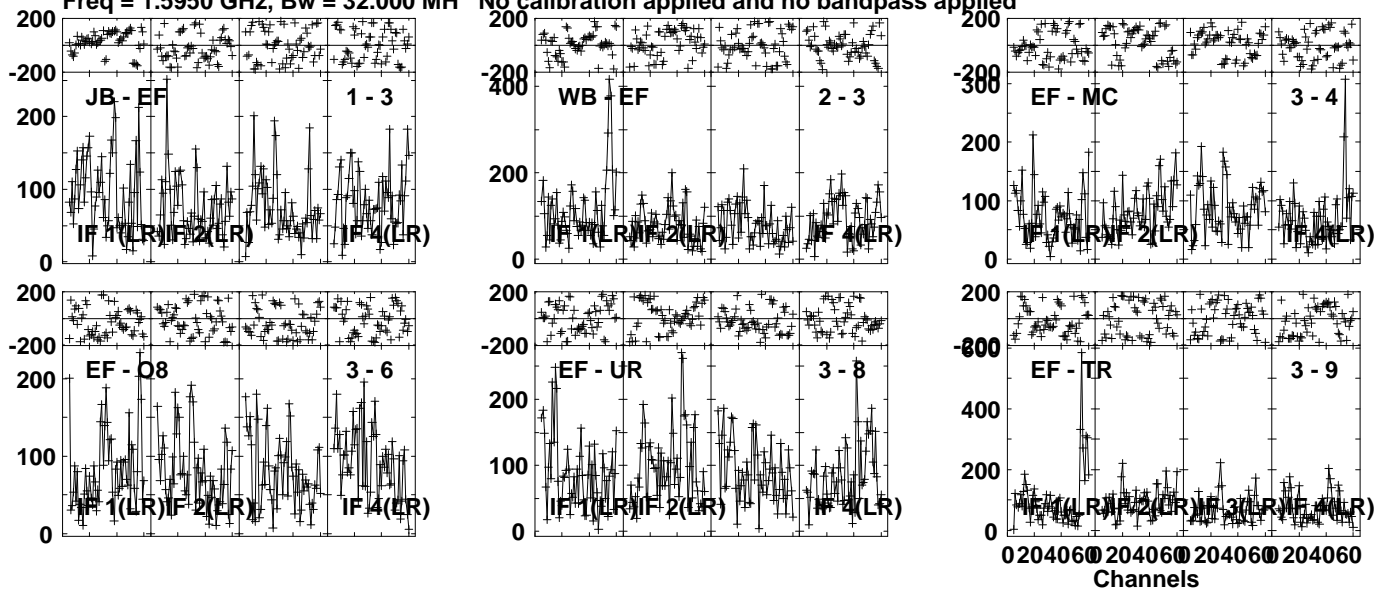 Freq = 1.5950 GHz, Bw = 32.000 MH No calibration applied and no bandpass applied
200
-200
JB - EF
1 - 3
200
100
0
IF 1(LR)
IF 2(LR)
IF 4(LR)
200
-200
WB - EF
2 - 3
400
200
0
IF 1(LR)
IF 2(LR)
IF 4(LR)
200
-200
EF - MC
3 - 4
300
200
100
0
IF 1(LR)
IF 2(LR)
IF 4(LR)
200
-200
EF - O8
3 - 6
200
100
0
IF 1(LR)
IF 2(LR)
IF 4(LR)
200
-200
EF - UR
3 - 8
200
100
0
IF 1(LR)
IF 2(LR)
IF 4(LR)
200
-200
EF - TR
3 - 9
600
400
200
0
IF 1(LR)
IF 2(LR)
IF 3(LR)
IF 4(LR)
0 20 40 60 0 20 40 60 0 20 40 60 0 20 40 60
Channels